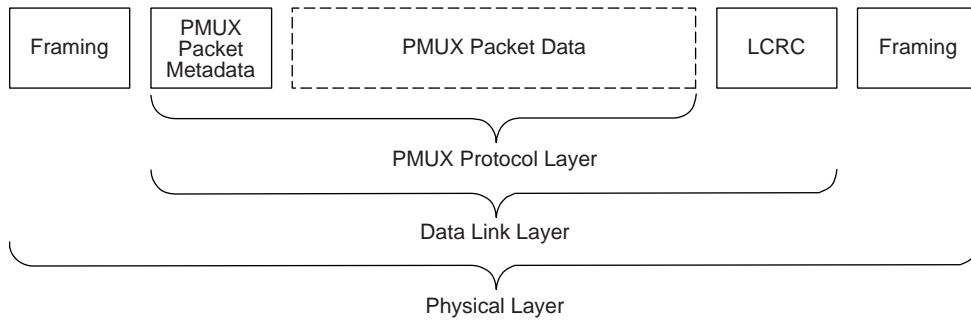 Framing
PMUX
Packet
Metadata
PMUX Packet Data
LCRC
Framing
PMUX Protocol Layer
Data Link Layer
Physical Layer